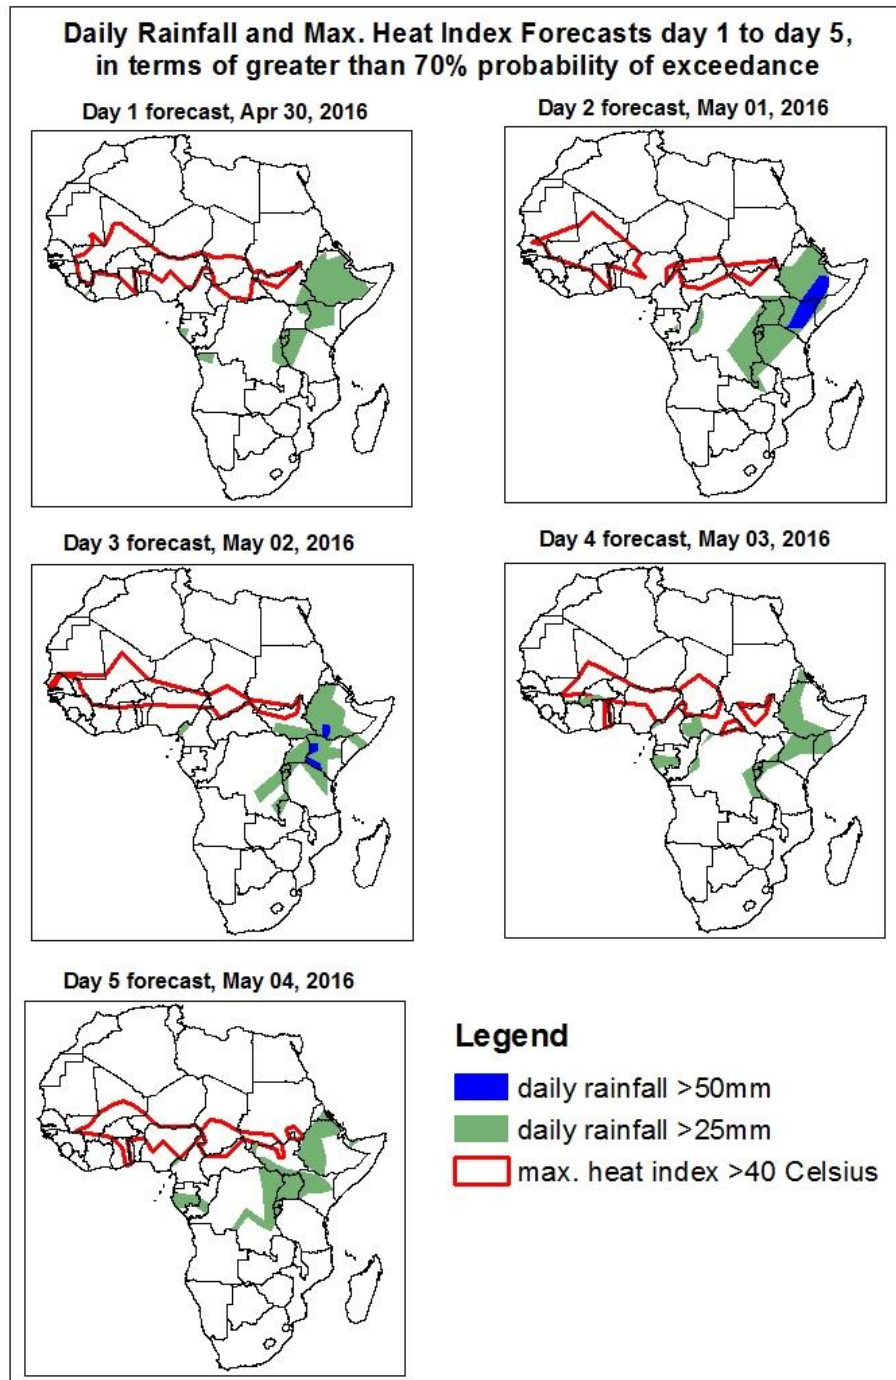 Daily Rainfall and Max. Heat Index Forecasts day 1 to day 5,
in terms of greater than 70% probability of exceedance
Day 1 forecast, Apr 30, 2016
Day 2 forecast, May 01, 2016
Day 3 forecast, May 02, 2016
Day 4 forecast, May 03, 2016
Day 5 forecast, May 04, 2016
Legend
daily rainfall >50mm
daily rainfall >25mm
max. heat index >40 Celsius